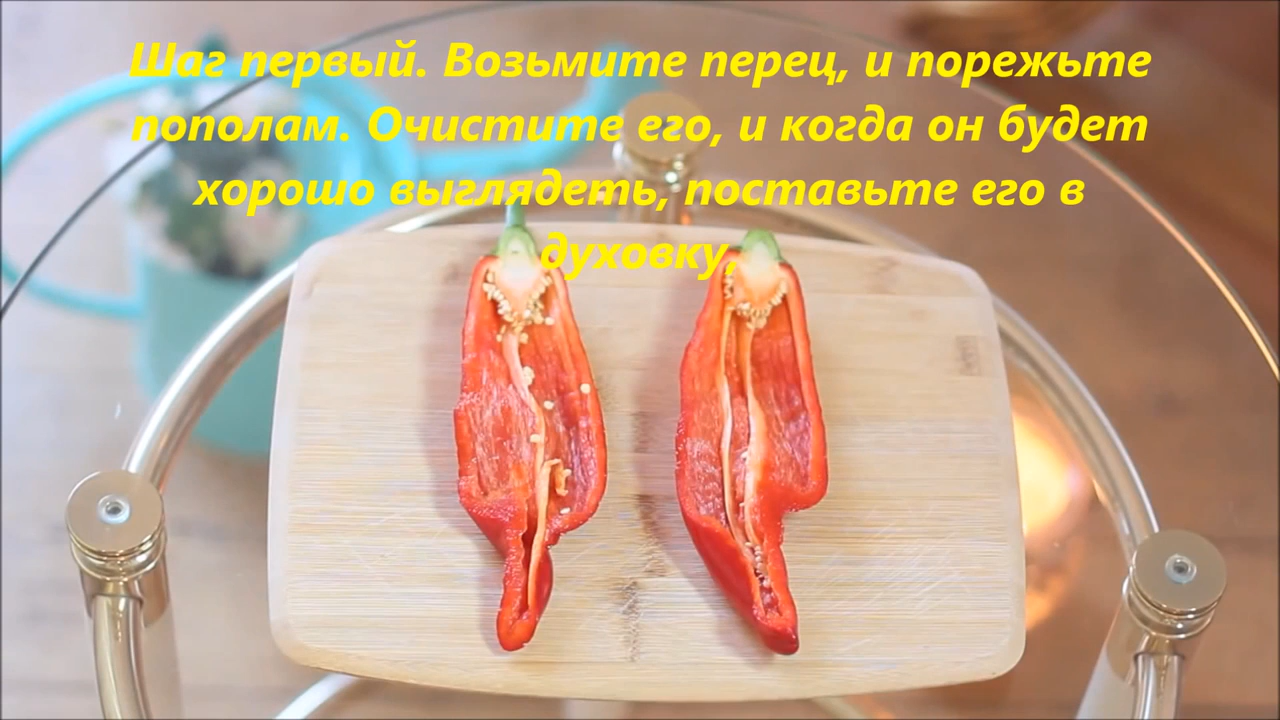 Шаг первый. Возьмите перец, и порежьте
пополам. Очистите его, и когда он будет
хорошо выглядеть, поставьте его в
духовку,